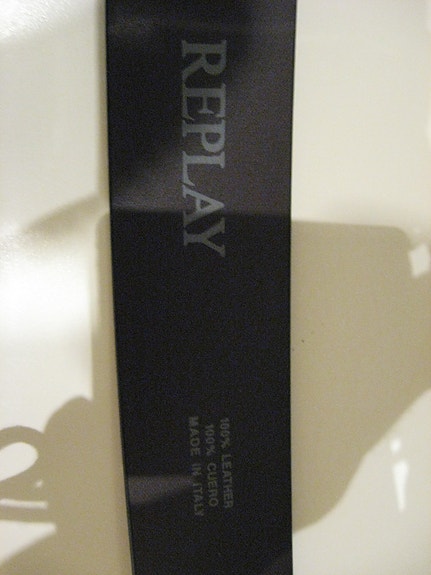 REPLAY
100% LEATHER
100% CUERO
MADE IN ITALY